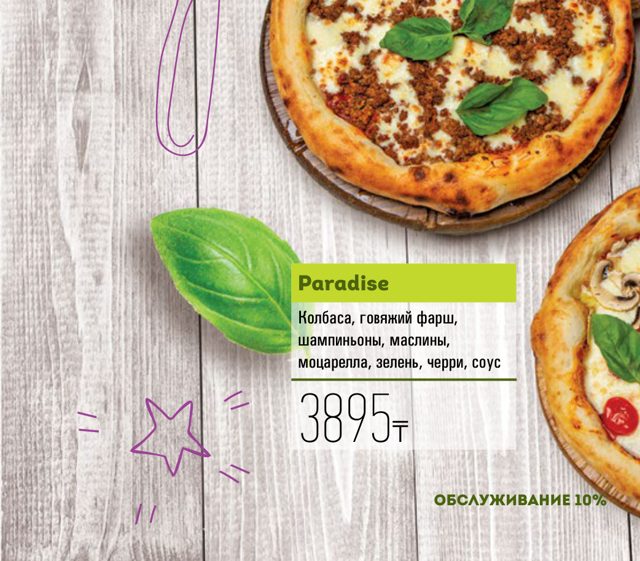 Paradise
Колбаса, говяжий фарш,
шампиньоны, маслины,
моцарелла, зелень, черри, соус
3895₸
ОБСЛУЖИВАНИЕ 10%